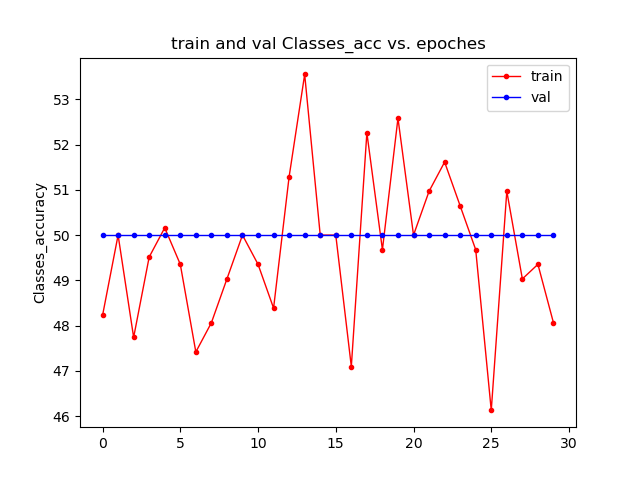 train and val Classes_acc vs. epoches
train
val
Classes_accuracy
53
52
51
50
49
48
47
46
0 5 10 15 20 25 30